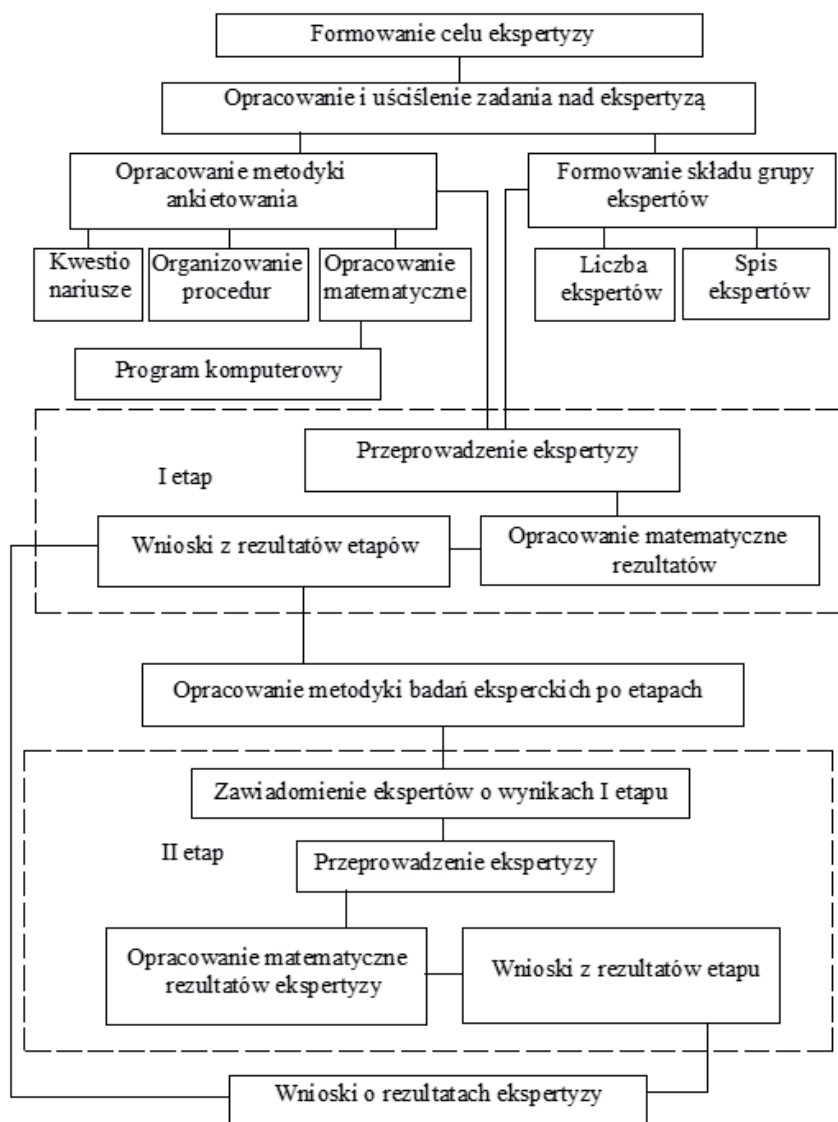 Formowanie celu ekspertyzy
Opracowanie i uściślenie zadania nad ekspertyzą
Opracowanie metodyki
ankietowania
Formowanie składu grupy
ekspertów
Kwestio
nariusze
Organizowanie
procedur
Opracowanie
matematyczne
Liczba
ekspertów
Spis
ekspertów
Program komputerowy
Przeprowadzenie ekspertyzy
I etap
Wnioski z rezultatów etapów
Opracowanie matematyczne
rezultatów
Opracowanie metodyki badań eksperckich po etapach
Zawiadomienie ekspertów o wynikach I etapu
II etap
Przeprowadzenie ekspertyzy
Opracowanie matematyczne
rezultatów ekspertyzy
Wnioski z rezultatów etapu
Wnioski o rezultatach ekspertyzy